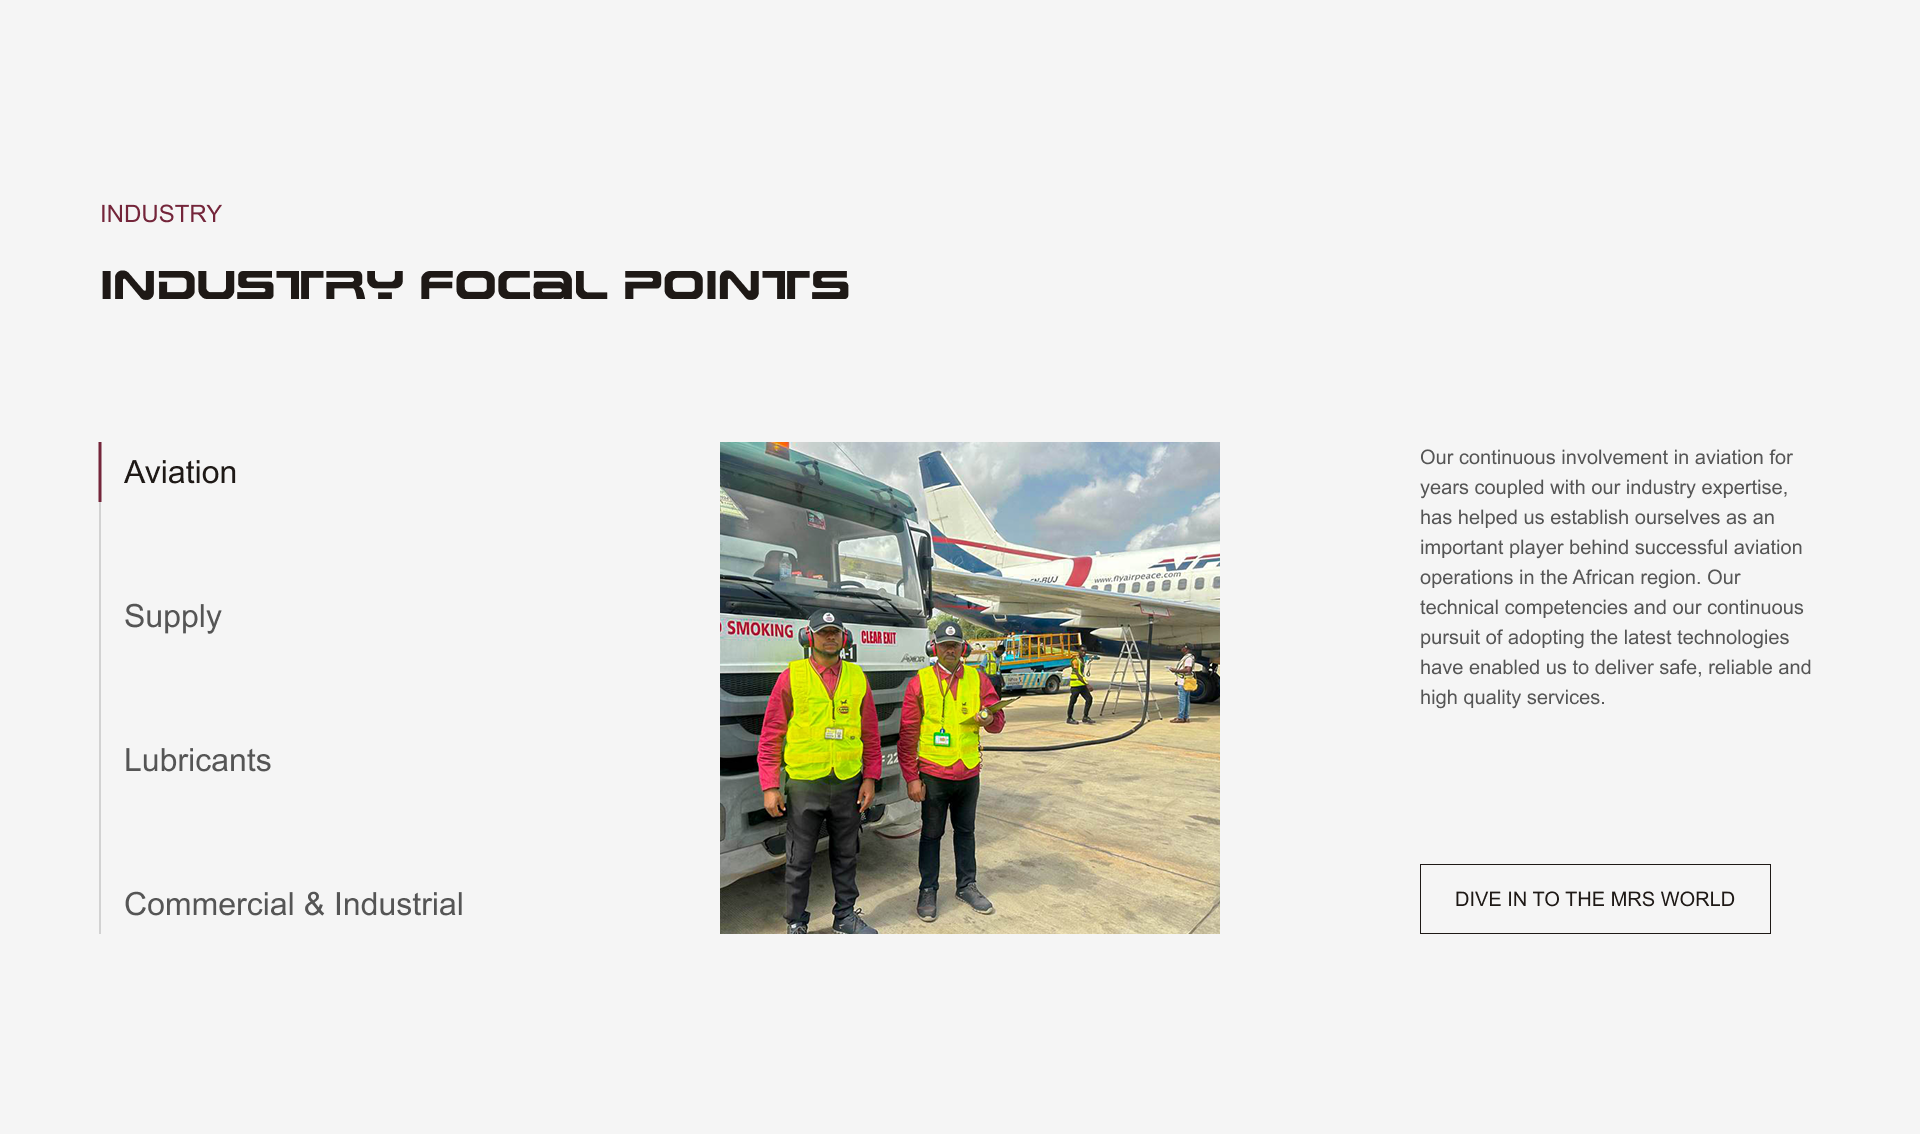 INDUSTRY
INDUSTRY FOCAL POINTS
Aviation
Supply
Lubricants
Commercial & Industrial
SMOKING
CLEAR EXIT
www.flyairpeace.com
Our continuous involvement in aviation for
years coupled with our industry expertise,
has helped us establish ourselves as an
important player behind successful aviation
operations in the African region. Our
technical competencies and our continuous
pursuit of adopting the latest technologies
have enabled us to deliver safe, reliable and
high quality services.
DIVE IN TO THE MRS WORLD